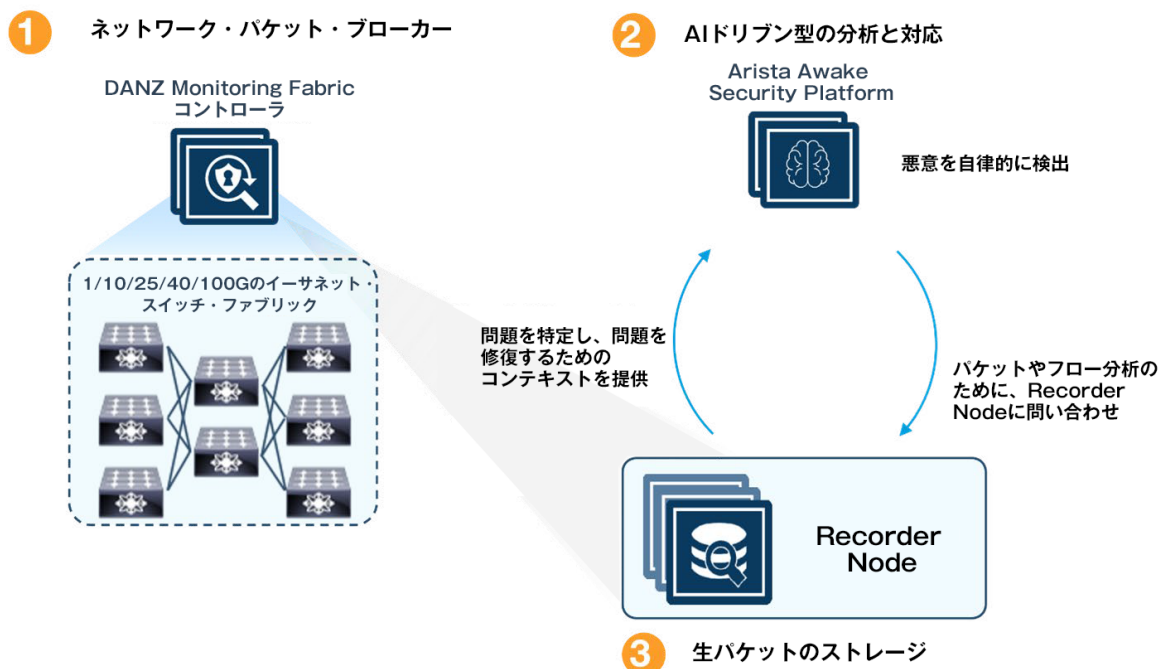 1 ネットワーク・パケット・ブローカー
DANZ Monitoring Fabric
コントローラ
1/10/25/40/100Gのイーサネット・
スイッチ・ファブリック
2 AIドリブン型の分析と対応
Arista Awake
Security Platform
悪意を自律的に検出
問題を特定し、問題を
修復するための
コンテキストを提供
パケットやフロー分析の
ために、Recorder
Nodeに問い合わせ
Recorder
Node
3 生パケットのストレージ